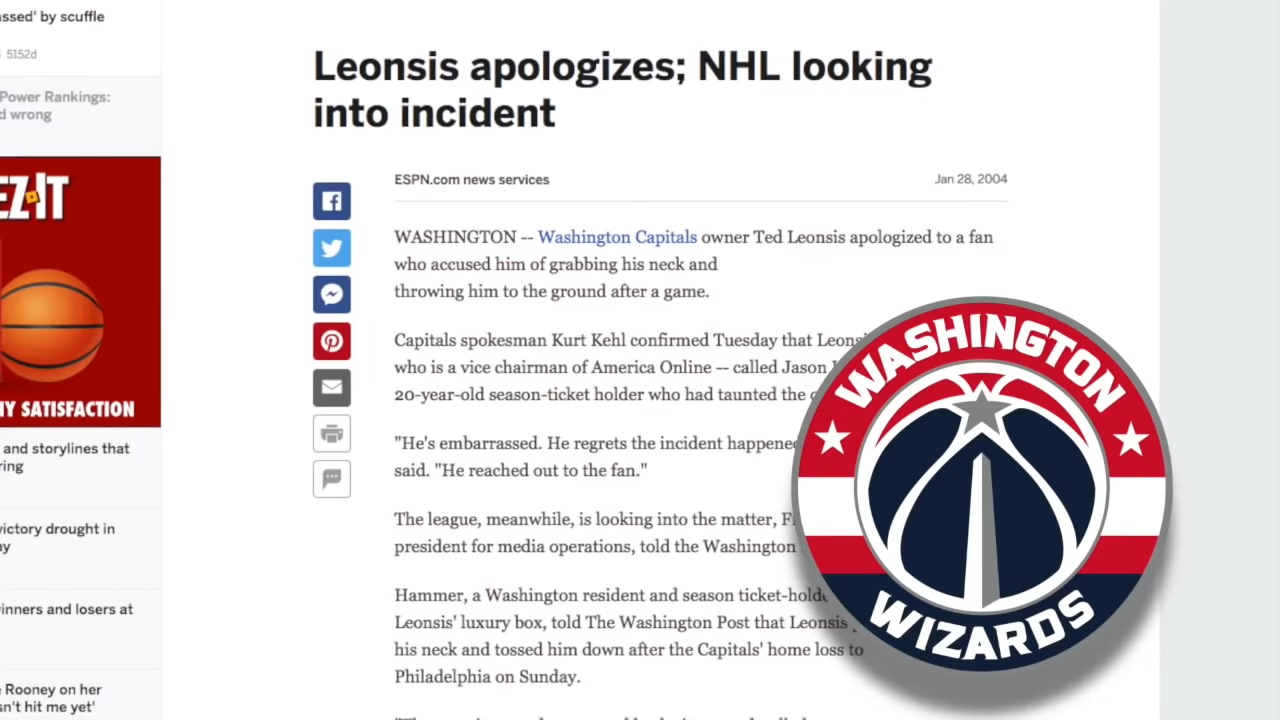 assed' by scuffle
5152d
Power Rankings:
d wrong
EZ-IT
Y SATISFACTION
and storylines that
ring
victory drought in
y
inners and losers at
Rooney on her
sn't hit me yet'
Leonsis apologizes; NHL looking
into incident
ESPN.com news services
Jan 28, 2004
WASHINGTON -- Washington Capitals owner Ted Leonsis apologized to a fan
who accused him of grabbing his neck and
throwing him to the ground after a game.
Capitals spokesman Kurt Kehl confirmed Tuesday that Leonsi
who is a vice chairman of America Online -- called Jason
20-year-old season-ticket holder who had taunted the
"He's embarrassed. He regrets the incident happened
said. "He reached out to the fan."
The league, meanwhile, is looking into the matter, F
president for media operations, told the Washington
Hammer, a Washington resident and season ticket-holde
Leonsis' luxury box, told The Washington Post that Leonsis
his neck and tossed him down after the Capitals' home loss to
Philadelphia on Sunday.
WASHINGTON
WIZARDS